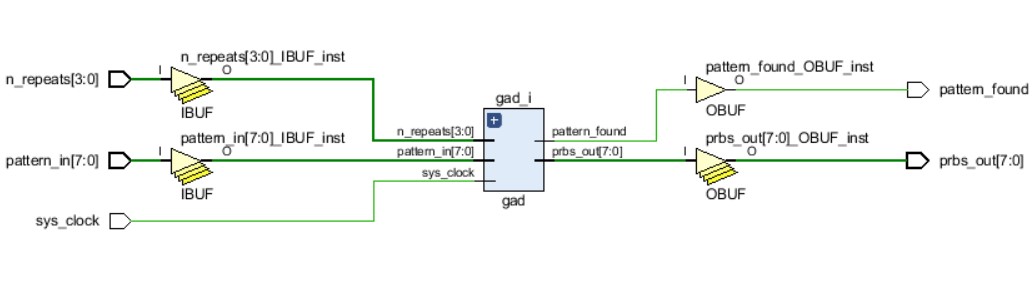 n_repeats[3:0]_IBUF_inst
n_repeats[3:0]
I
O
IBUF
pattern_in[7:0]_IBUF_inst
pattern_in[7:0]
I
O
IBUF
sys_clock
gad_i
+
n_repeats[3:0]
pattern_in[7:0]
sys_clock
pattern_found
prbs_out[7:0]
gad
pattern_found_OBUF_inst
I
O
OBUF
pattern_found
prbs_out[7:0]_OBUF_inst
I
O
OBUF
prbs_out[7:0]